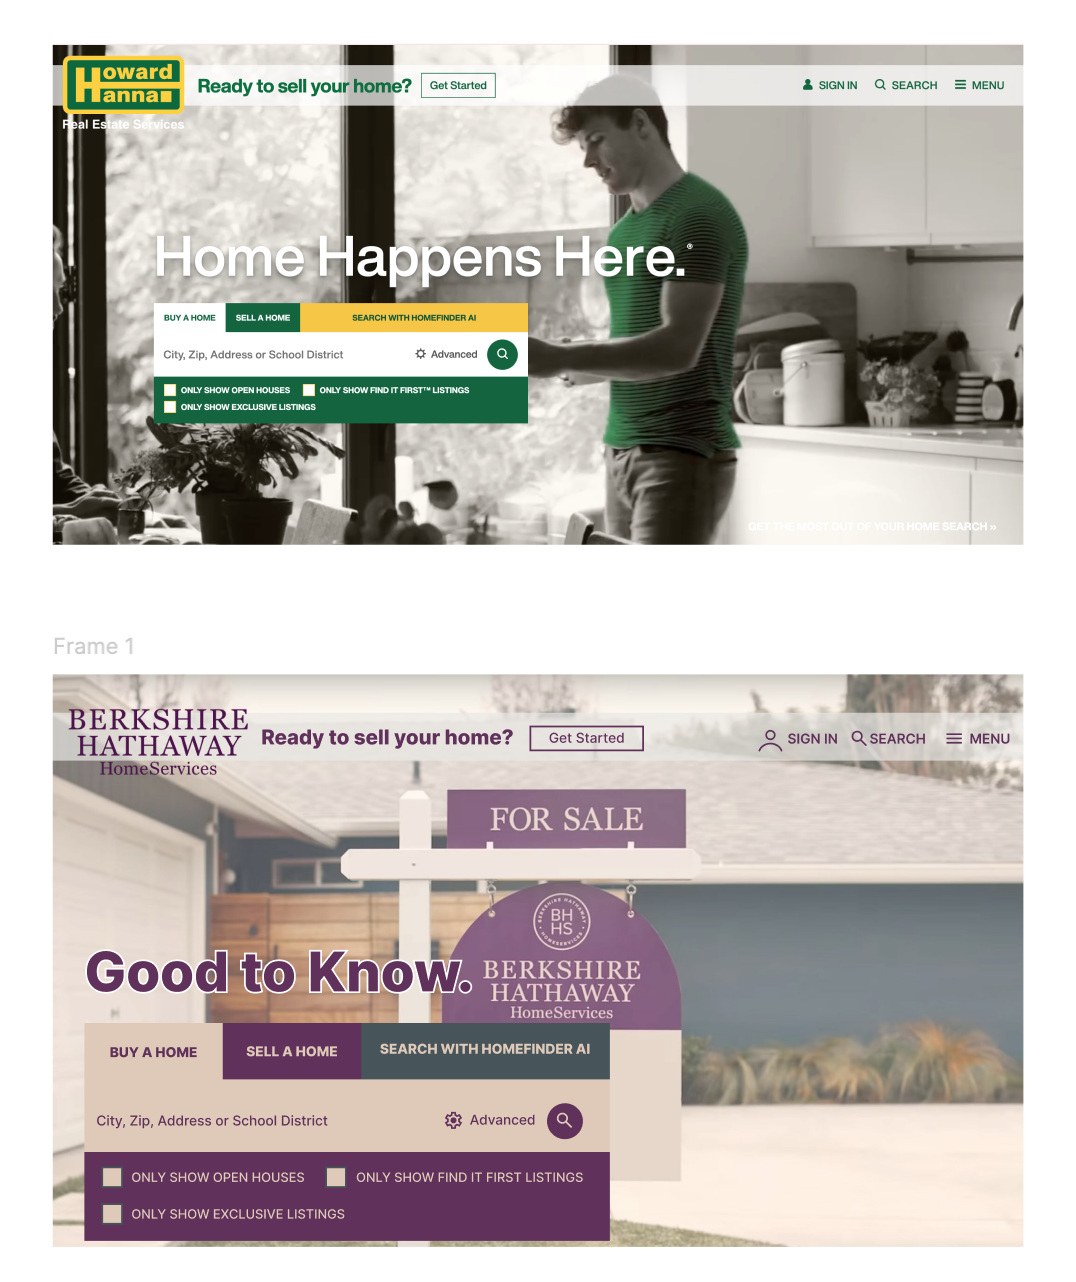 Howard
Hanna
Real Estate Services
Ready to sell your home?
Get Started
SIGN IN
SEARCH
MENU
Home Happens Here.®
BUY A HOME
SELL A HOME
SEARCH WITH HOMEFINDER AI
City, Zip, Address or School District
Advanced
ONLY SHOW OPEN HOUSES
ONLY SHOW FIND IT FIRST™ LISTINGS
ONLY SHOW EXCLUSIVE LISTINGS
GET THE MOST OUT OF YOUR HOME SEARCH »
Frame 1
BERKSHIRE
HATHAWAY
HomeServices
Ready to sell your home?
Get Started
SIGN IN
SEARCH
MENU
FOR SALE
BERKSHIRE HATHAWAY
HOMESERVICES
BH
HS
BERKSHIRE
HATHAWAY
HomeServices
Good to Know.
BUY A HOME
SELL A HOME
SEARCH WITH HOMEFINDER AI
City, Zip, Address or School District
Advanced
ONLY SHOW OPEN HOUSES
ONLY SHOW FIND IT FIRST LISTINGS
ONLY SHOW EXCLUSIVE LISTINGS